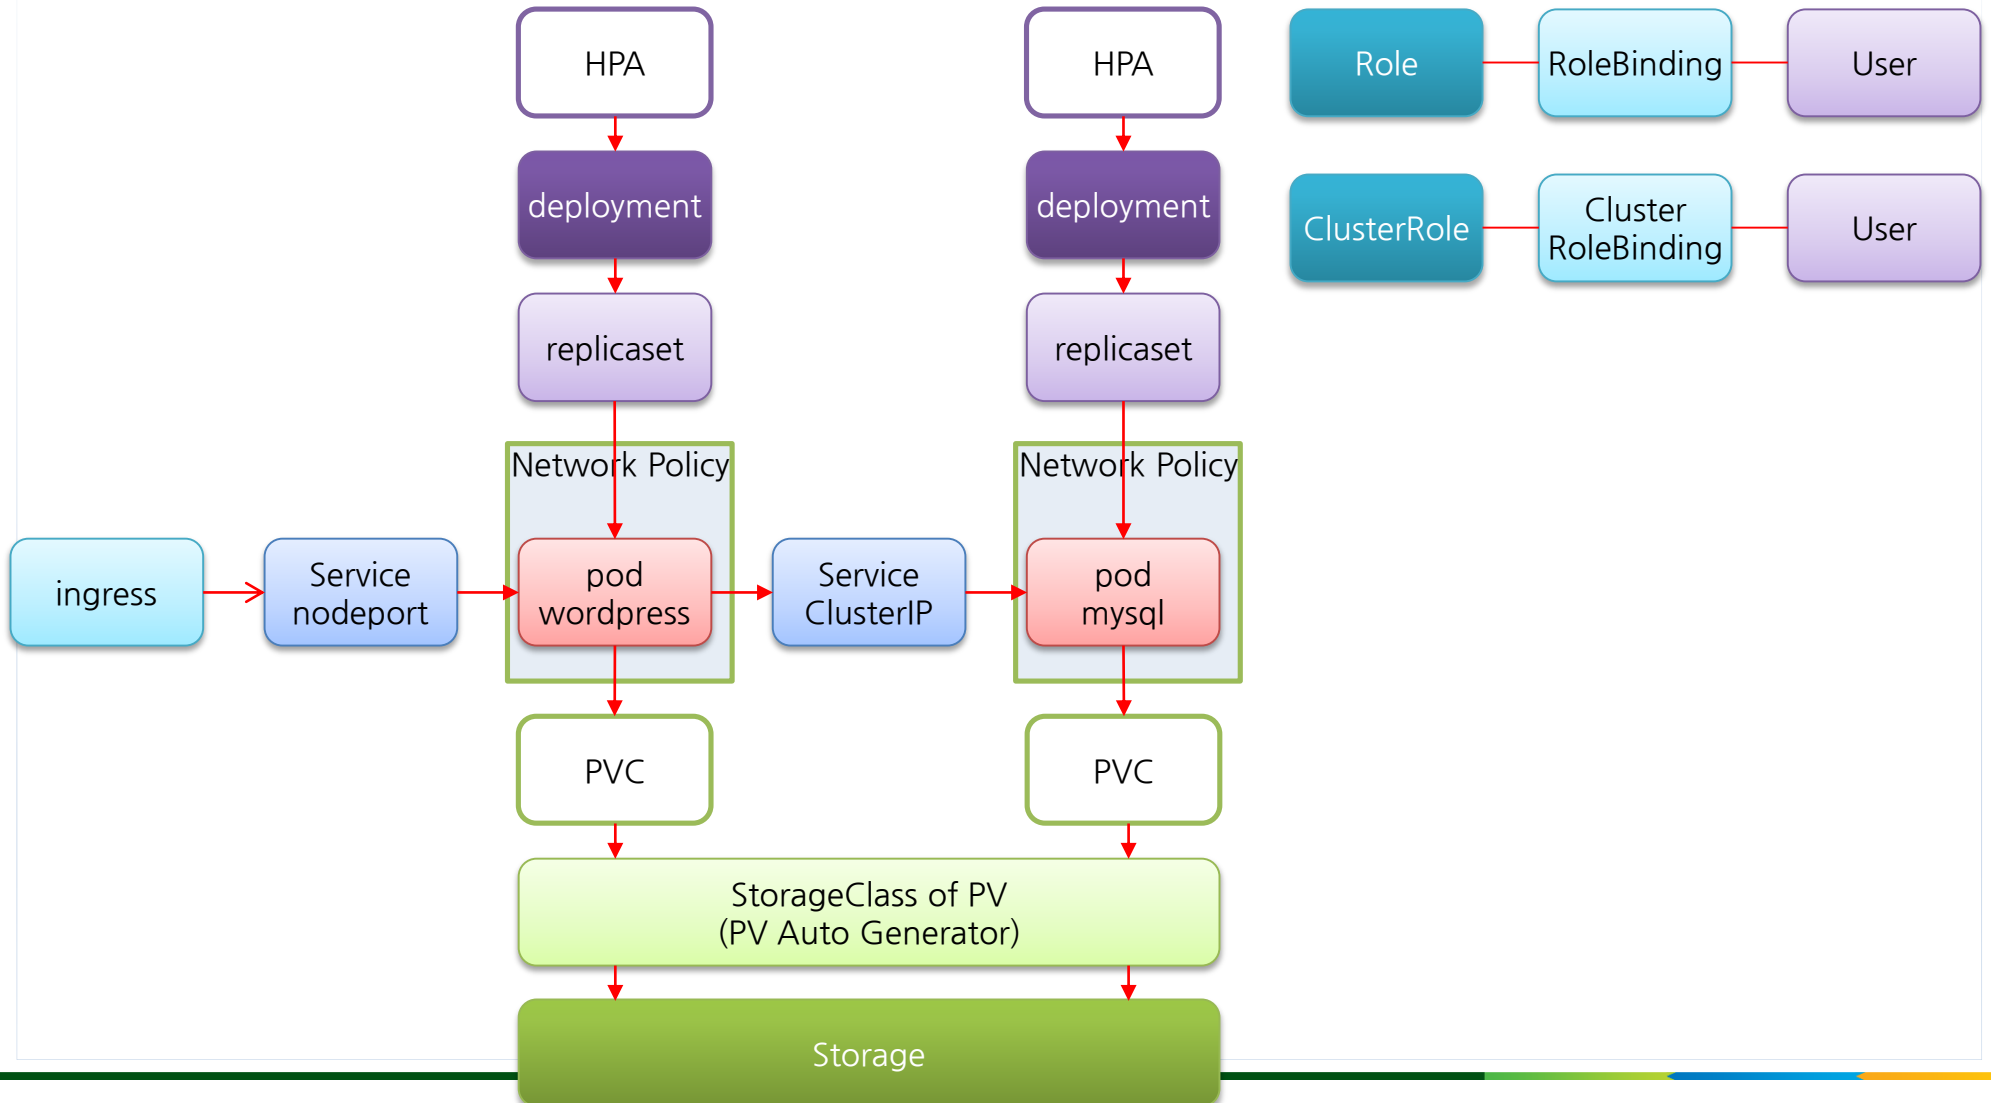 HPA
HPA
Role
RoleBinding
User
deployment
deployment
ClusterRole
Cluster
RoleBinding
User
replicaset
replicaset
Network Policy
Network Policy
ingress
Service
nodeport
pod
wordpress
Service
ClusterIP
pod
mysql
PVC
PVC
StorageClass of PV
(PV Auto Generator)
Storage